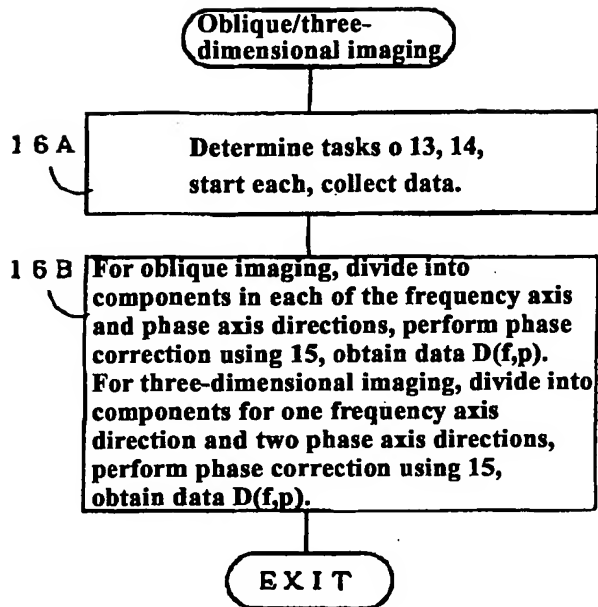 Oblique/three-
dimensional imaging
16A
Determine tasks o 13, 14,
start each, collect data.
16B
For oblique imaging, divide into
components in each of the frequency axis
and phase axis directions, perform phase
correction using 15, obtain data D(f,p).
For three-dimensional imaging, divide into
components for one frequency axis
direction and two phase axis directions,
perform phase correction using 15,
obtain data D(f,p).
EXIT